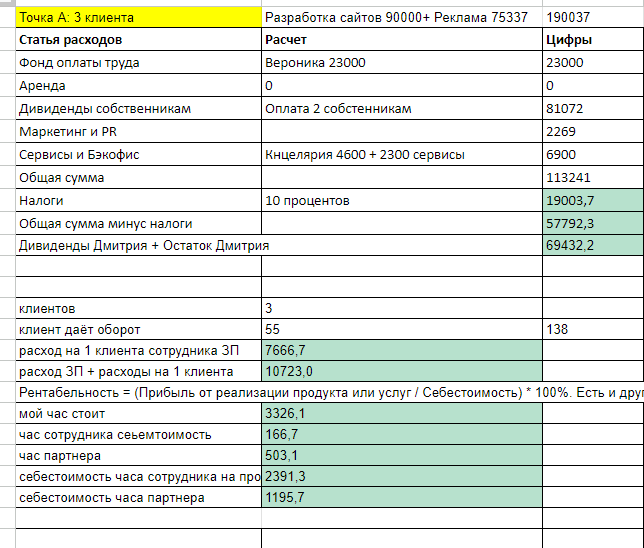 Точка А: 3 клиента Разработка сайтов 90000+ Реклама 75337 190037
Статья расходов Расчет Цифры
Фонд оплаты труда Вероника 23000 23000
Аренда 0 0
Дивиденды собственникам Оплата 2 собстенникам 81072
Маркетинг и PR 2269
Сервисы и Бэкофис Кнцелярия 4600 + 2300 сервисы 6900
Общая сумма 113241
Налоги 10 процентов 19003,7
Общая сумма минус налоги 57792,3
Дивиденды Дмитрия + Остаток Дмитрия 69432,2
клиентов 3
клиент даёт оборот 55 138
расход на 1 клиента сотрудника ЗП 7666,7
расход ЗП + расходы на 1 клиента 10723,0
Рентабельность = (Прибыль от реализации продукта или услуг / Себестоимость) * 100%. Есть и дру
мой час стоит 3326,1
час сотрудника сеьемтоимость 166,7
час партнера 503,1
себестоимость часа сотрудника на про 2391,3
себестоимость часа партнера 1195,7